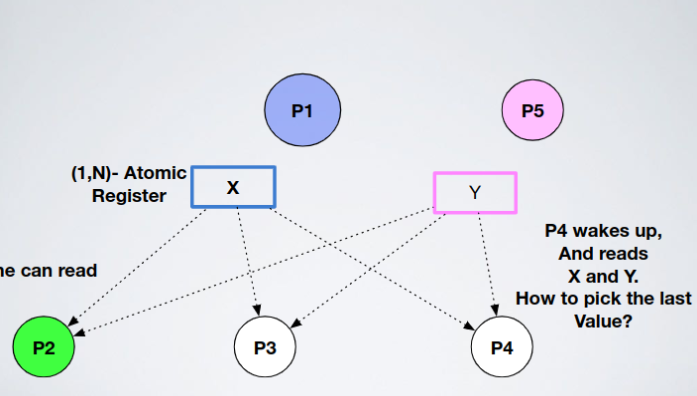 P1
P5
(1,N)- Atomic
Register
X
Y
P4 wakes up,
And reads
X and Y.
How to pick the last
Value?
ne can read
P2
P3
P4